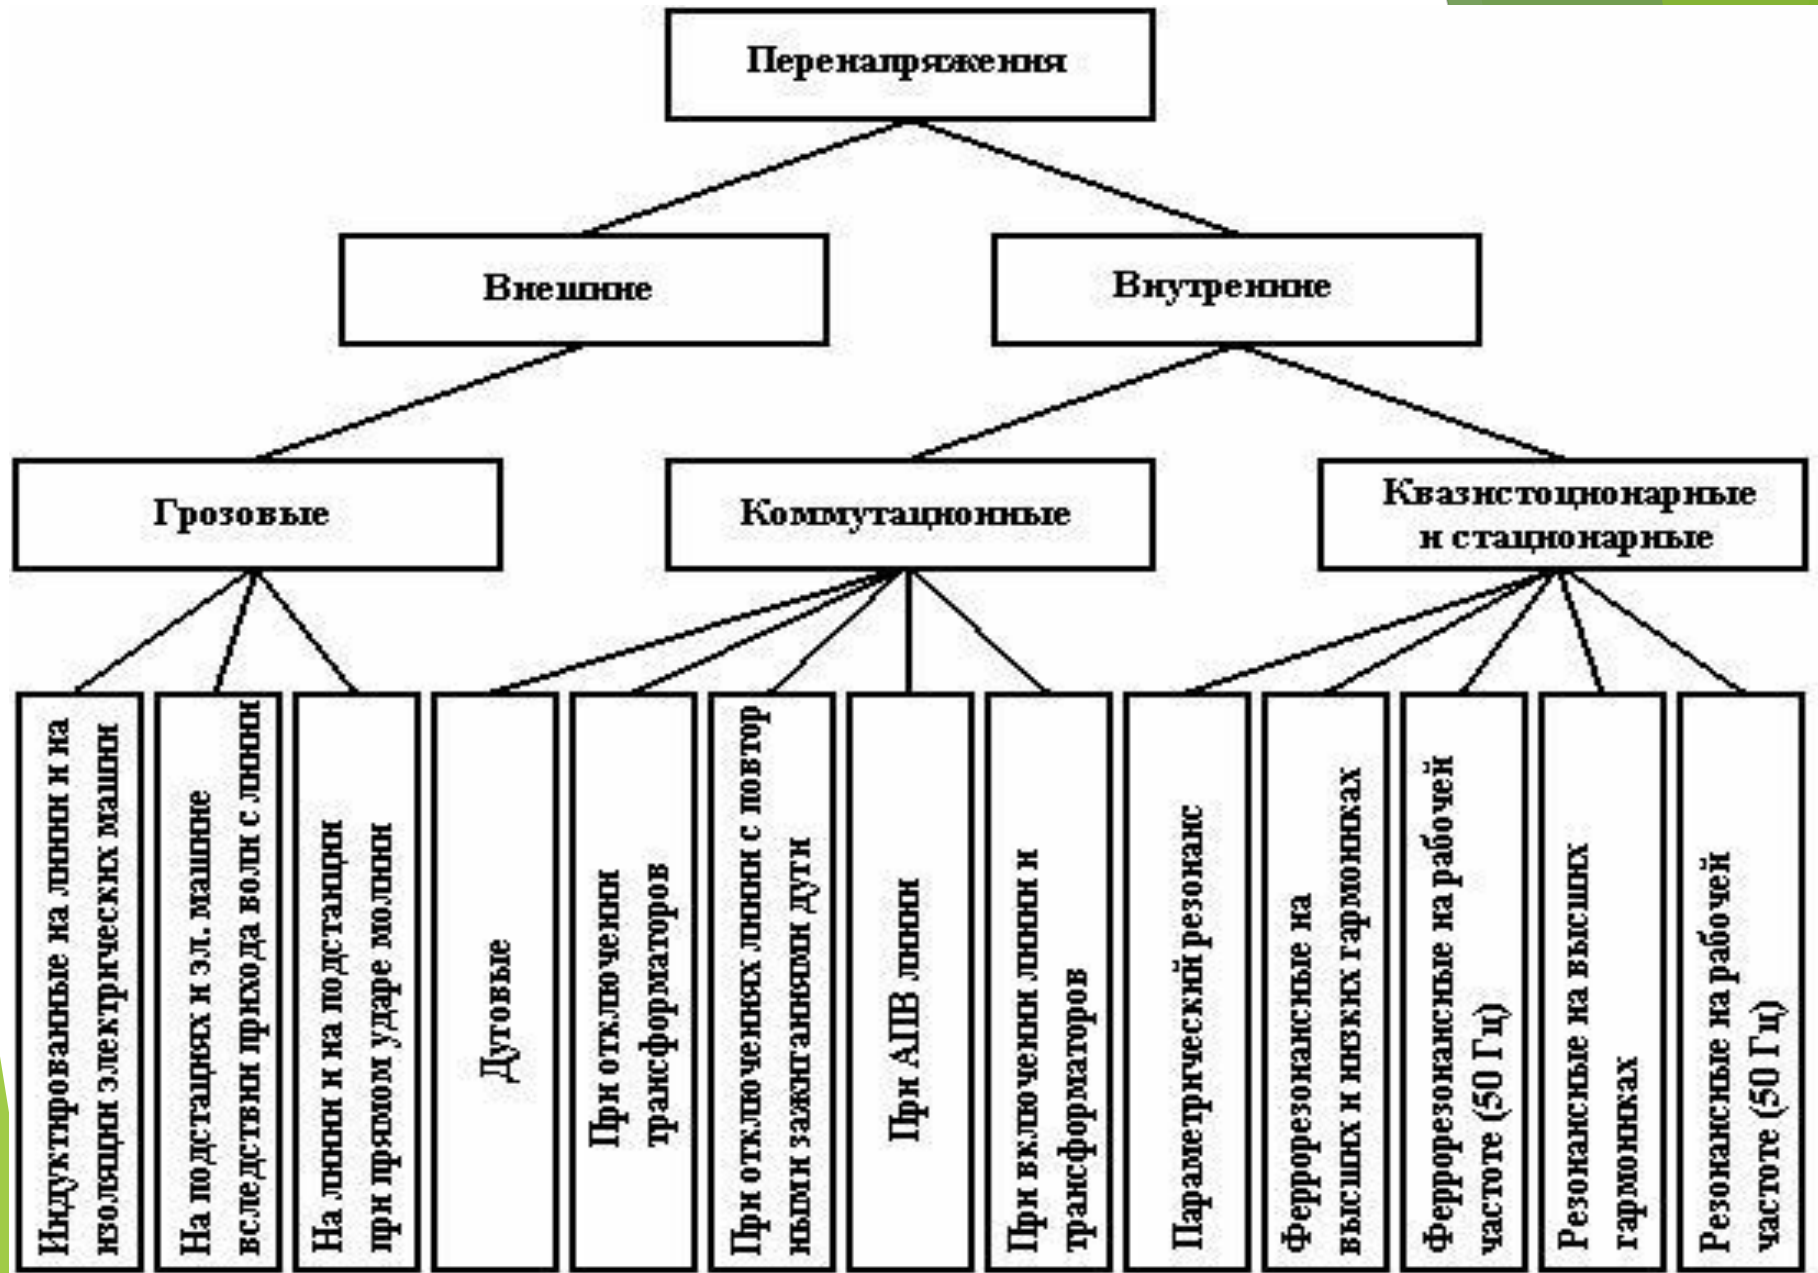 Перенапряжения
Внешние
Внутренние
Грозовые
Коммутационные
Квазистоционарные
и стационарные
Индуктированные на линии и на
изоляции электрических машин
На подстанциях и эл. машине
вследствии прихода волн с линии
На линии и на подстанции
при прямом ударе молнии
Дуговые
При отключении
трансформаторов
При отключениях линии с повтор
ными зажиганиями дуги
При АПВ линии
При включении линии и
трансформаторов
Параметрический резонанс
Феррорезонансные на
высших и низких гармониках
Феррорезонансные на рабочей
частоте (50 Гц)
Резонансные на высших
гармониках
Резонансные на рабочей
частоте (50 Гц)